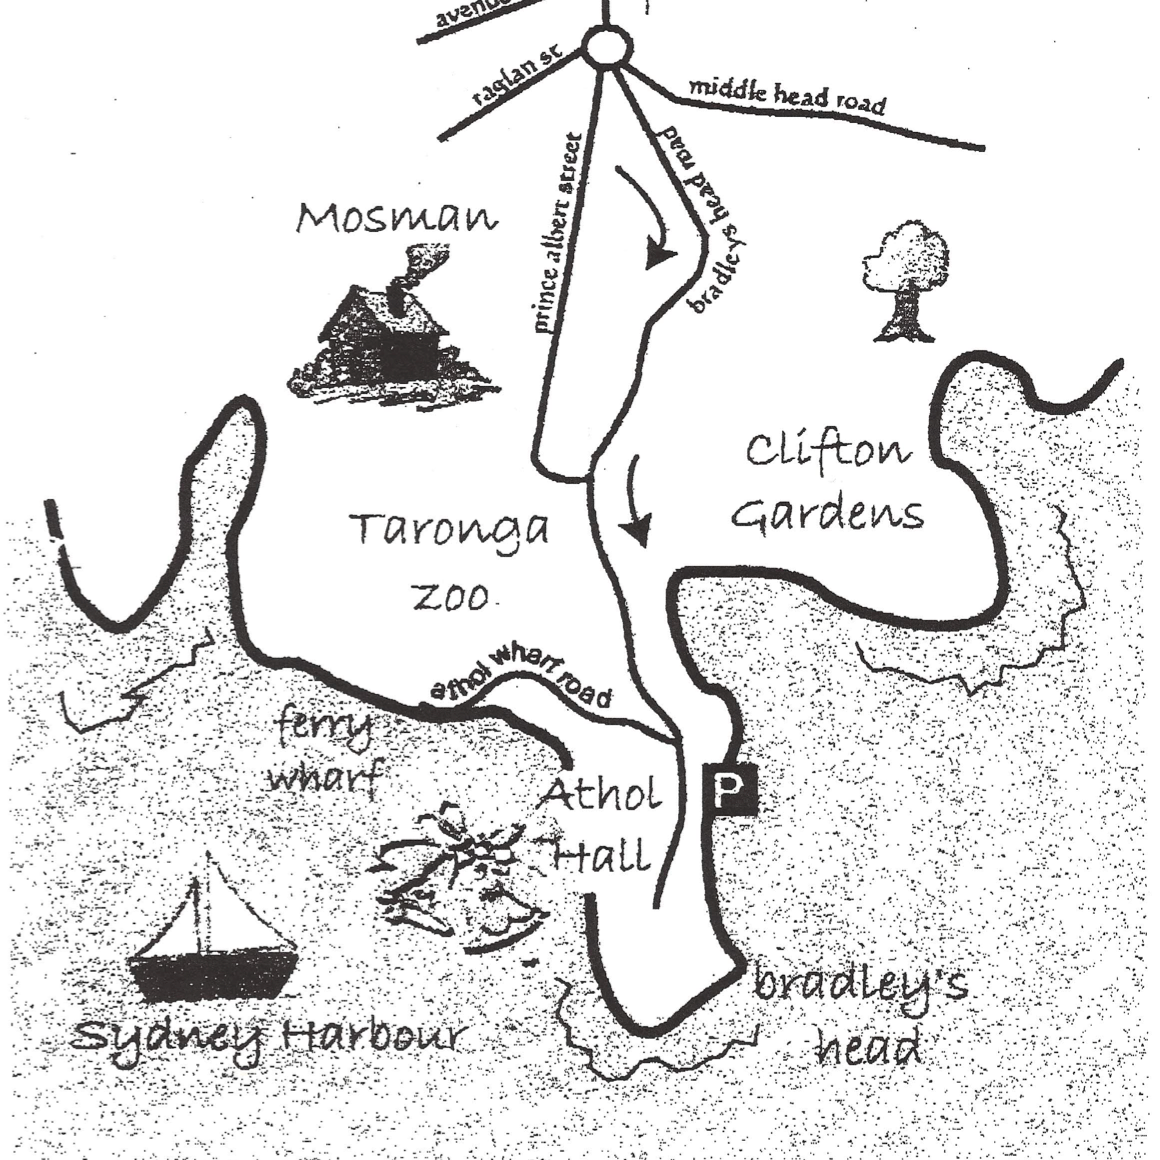 avenue
raglan st
middle head road
prince albert street
bradleys head road
Mosman
Clifton
Gardens
Taronga
Zoo
athol wharf road
ferry
wharf
P
Athol
Hall
bradley's
head
Sydney Harbour